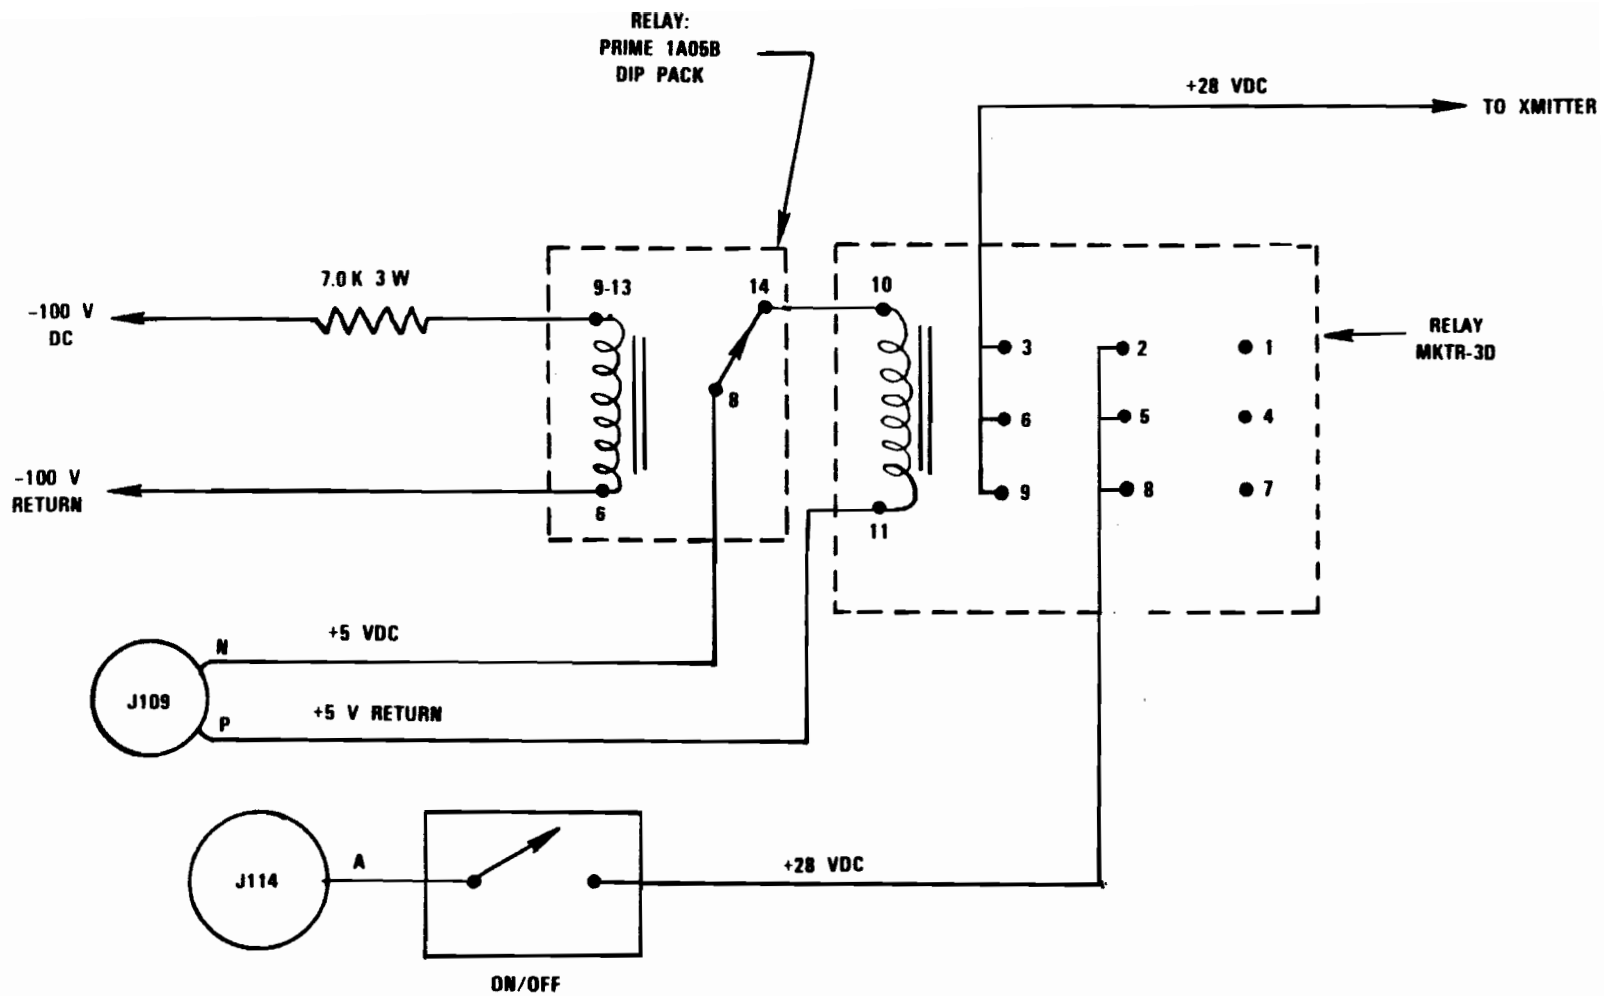 RELAY:
PRIME 1A05B
DIP PACK
+28 VDC
TO XMITTER
7.0K 3W
9-13
14
10
-100 V
DC
RELAY
MKTR-3D
3
2
1
8
6
5
4
-100 V
RETURN
9
8
7
6
11
N
+5 VDC
J109
P
+5 V RETURN
J114
A
+28 VDC
ON/OFF